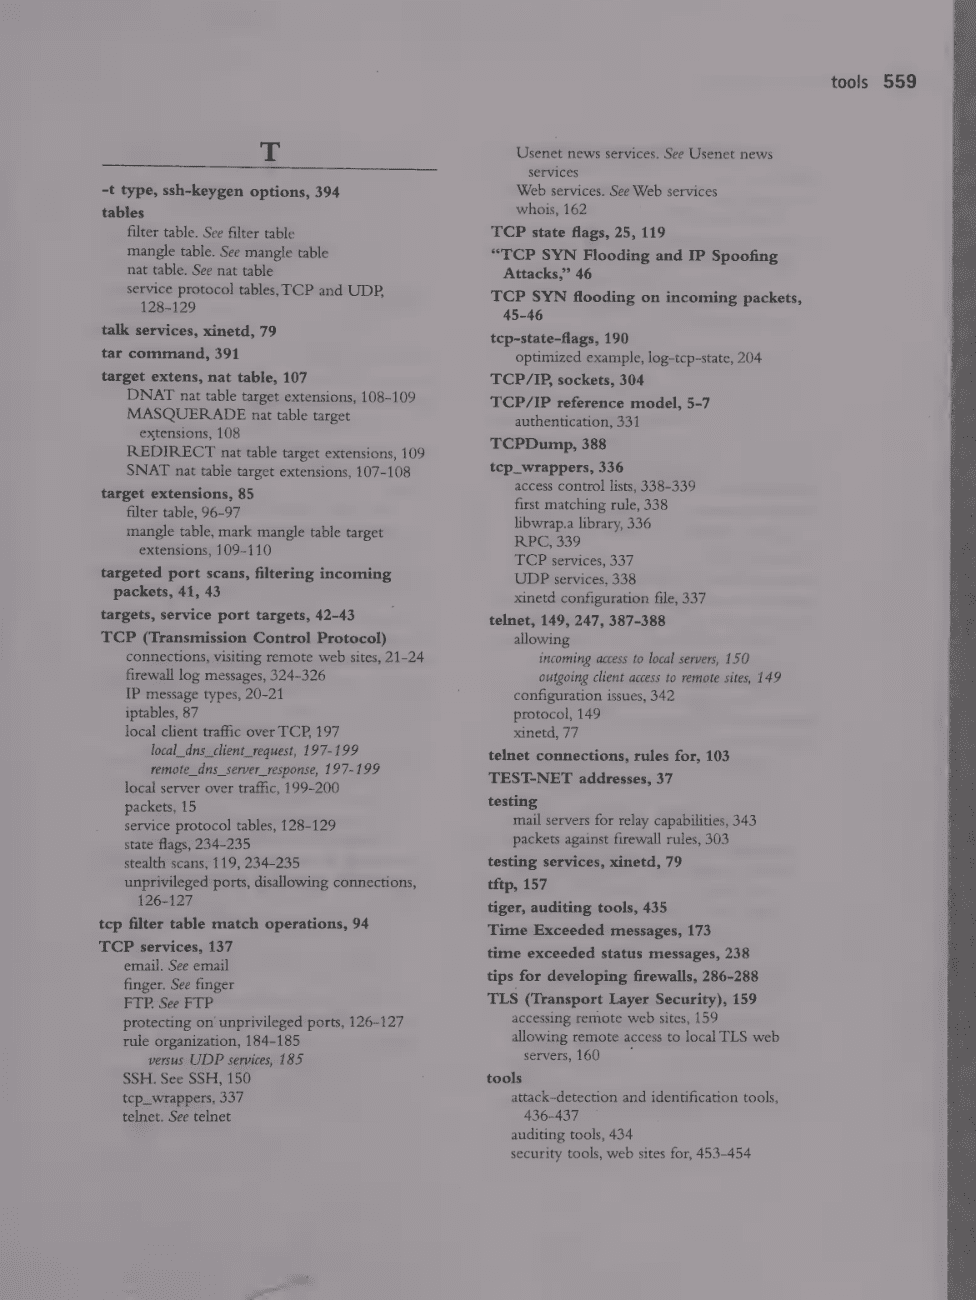 tools 559
T
-t type, ssh-keygen options, 394
tables
filter table. See filter table
mangle table. See mangle table
nat table. See nat table
service protocol tables, TCP and UDP,
128–129
talk services, xinetd, 79
tar command, 391
target extens, nat table, 107
DNAT nat table target extensions, 108–109
MASQUERADE nat table target
extensions, 108
REDIRECT nat table target extensions, 109
SNAT nat table target extensions, 107–108
target extensions, 85
filter table, 96–97
mangle table, mark mangle table target
extensions, 109–110
targeted port scans, filtering incoming
packets, 41, 43
targets, service port targets, 42–43
TCP (Transmission Control Protocol)
connections, visiting remote web sites, 21–24
firewall log messages, 324–326
IP message types, 20–21
iptables, 87
local client traffic over TCP, 197
local_dns_client_request, 197–199
remote_dns_server_response, 197–199
local server over traffic, 199–200
packets, 15
service protocol tables, 128–129
state flags, 234–235
stealth scans, 119, 234–235
unprivileged ports, disallowing connections,
126–127
tcp filter table match operations, 94
TCP services, 137
email. See email
finger. See finger
FTP. See FTP
protecting on unprivileged ports, 126–127
rule organization, 184–185
versus UDP services, 185
SSH. See SSH, 150
tcp_wrappers, 337
telnet. See telnet
Usenet news services. See Usenet news
services
Web services. See Web services
whois, 162
TCP state flags, 25, 119
“TCP SYN Flooding and IP Spoofing
Attacks,” 46
TCP SYN flooding on incoming packets,
45–46
tcp-state-flags, 190
optimized example, log-tcp-state, 204
TCP/IP, sockets, 304
TCP/IP reference model, 5–7
authentication, 331
TCPDump, 388
tcp_wrappers, 336
access control lists, 338–339
first matching rule, 338
libwrap.a library, 336
RPC, 339
TCP services, 337
UDP services, 338
xinetd configuration file, 337
telnet, 149, 247, 387–388
allowing
incoming access to local servers, 150
outgoing client access to remote sites, 149
configuration issues, 342
protocol, 149
xinetd, 77
telnet connections, rules for, 103
TEST-NET addresses, 37
testing
mail servers for relay capabilities, 343
packets against firewall rules, 303
testing services, xinetd, 79
tftp, 157
tiger, auditing tools, 435
Time Exceeded messages, 173
time exceeded status messages, 238
tips for developing firewalls, 286–288
TLS (Transport Layer Security), 159
accessing remote web sites, 159
allowing remote access to local TLS web
servers, 160
tools
attack-detection and identification tools,
436–437
auditing tools, 434
security tools, web sites for, 453–454